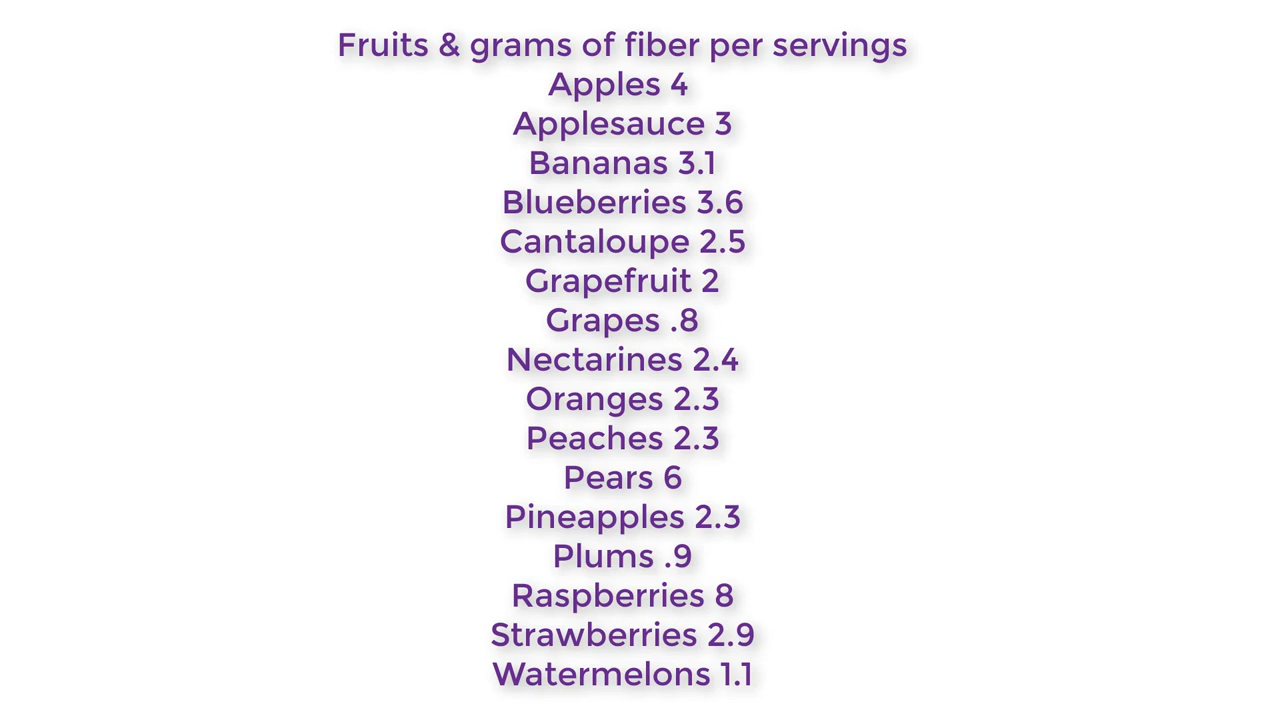 Fruits & grams of fiber per servings
Apples 4
Applesauce 3
Bananas 3.1
Blueberries 3.6
Cantaloupe 2.5
Grapefruit 2
Grapes .8
Nectarines 2.4
Oranges 2.3
Peaches 2.3
Pears 6
Pineapples 2.3
Plums .9
Raspberries 8
Strawberries 2.9
Watermelons 1.1